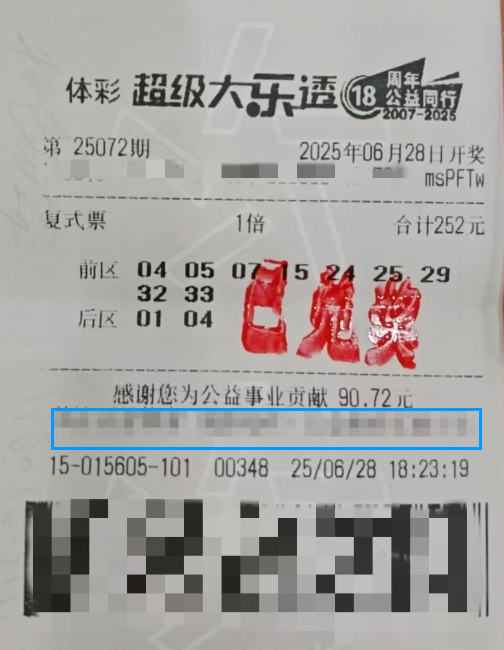 体彩 超级大乐透 18 周年 公益同行 2007-2025
第 25072期 2025年06月28日开奖
msPFTw
复式票 1倍 合计252元
前区 04 05 07 15 24 25 29
32 33
后区 01 04
已兑奖
感谢您为公益事业贡献 90.72元
15-015605-101 00348 25/06/28 18:23:19